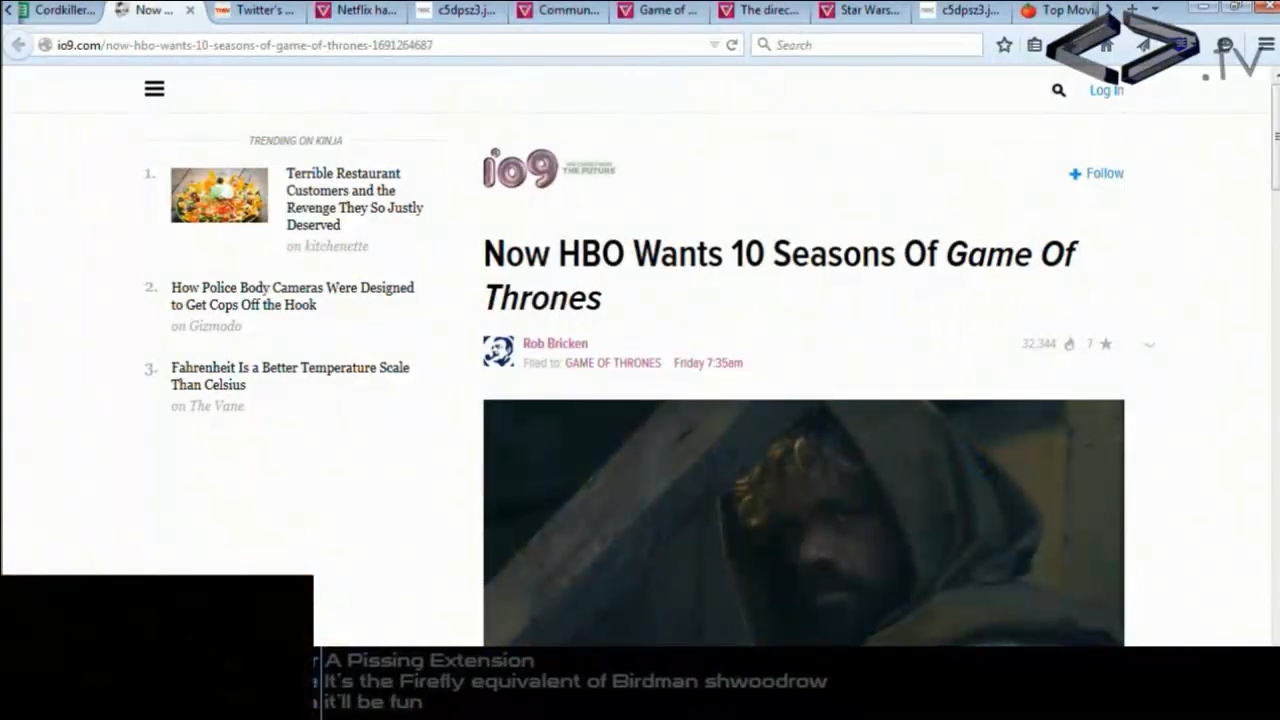 Cordkiller...
Now ...
Twitter's ...
Netflix ha...
c5dpsz3.j...
Commun...
Game of ...
The direc...
Star Wars...
c5dpsz3.j...
Top Movi
io9.com/now-hbo-wants-10-seasons-of-game-of-thrones-1691264687
Search
.tv
Log In
TRENDING ON KINJA
1.
Terrible Restaurant
Customers and the
Revenge They So Justly
Deserved
on kitchenette
2.
How Police Body Cameras Were Designed
to Get Cops Off the Hook
on Gizmodo
3.
Fahrenheit Is a Better Temperature Scale
Than Celsius
on The Vane
io9
THE FUTURE
+ Follow
Now HBO Wants 10 Seasons Of Game Of
Thrones
Rob Bricken
Filed to: GAME OF THRONES Friday 7:35am
32,344 7
A Pissing Extension
It's the Firefly equivalent of Birdman shwoodrow
it'll be fun